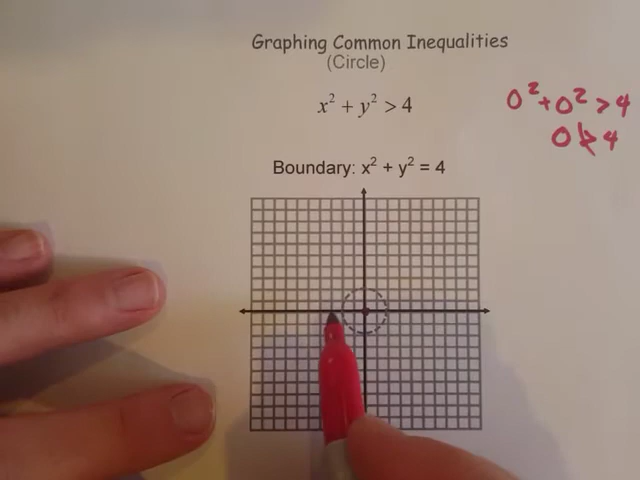 Graphing Common Inequalities
(Circle)
x² + y² > 4
0² + 0² > 4
0 ≯ 4
Boundary: x² + y² = 4